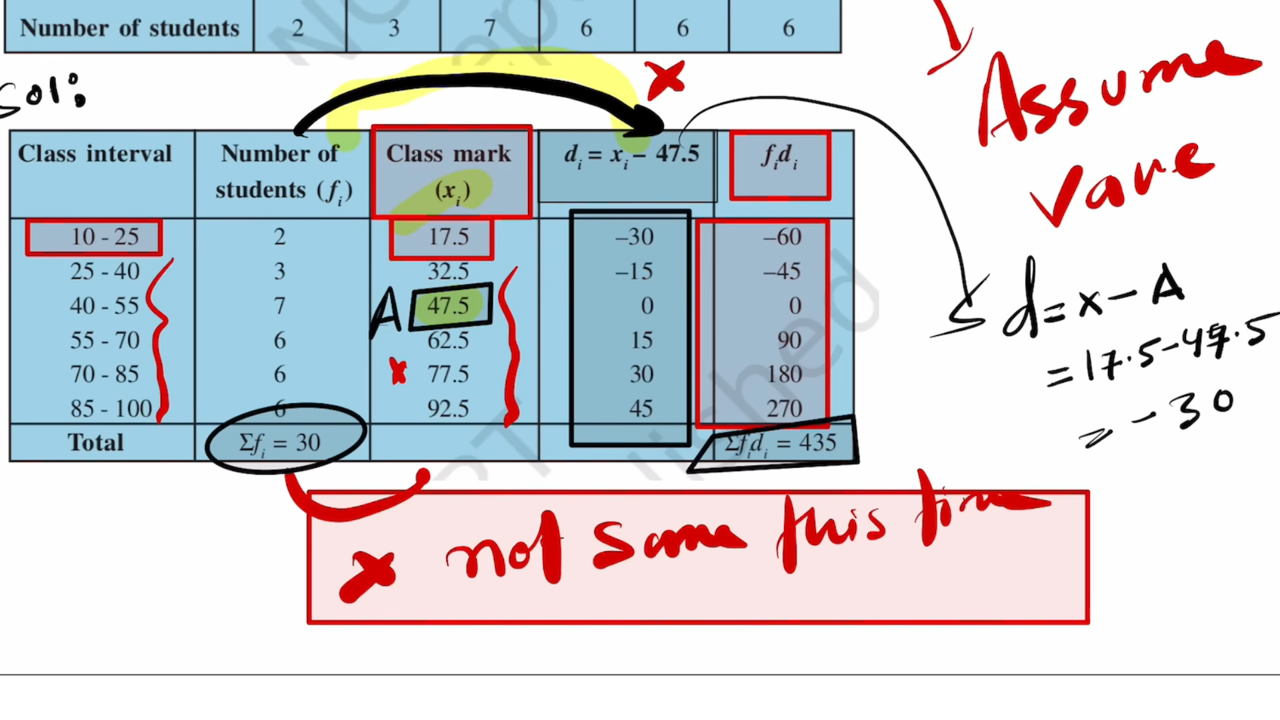 Number of students 2 3 7 6 6 6
Sol:
Assume
Class interval Number of students (fi) Class mark (xi) di = xi – 47.5 fidi
10 - 25 2 17.5 –30 –60
25 - 40 3 32.5 –15 –45
40 - 55 7 A 47.5 0 0
55 - 70 6 62.5 15 90
70 - 85 6 77.5 30 180
85 - 100 6 92.5 45 270
Total Σfi = 30 Σfidi = 435
d = x - A
= 17.5 - 47.5
= - 30
x not same this time